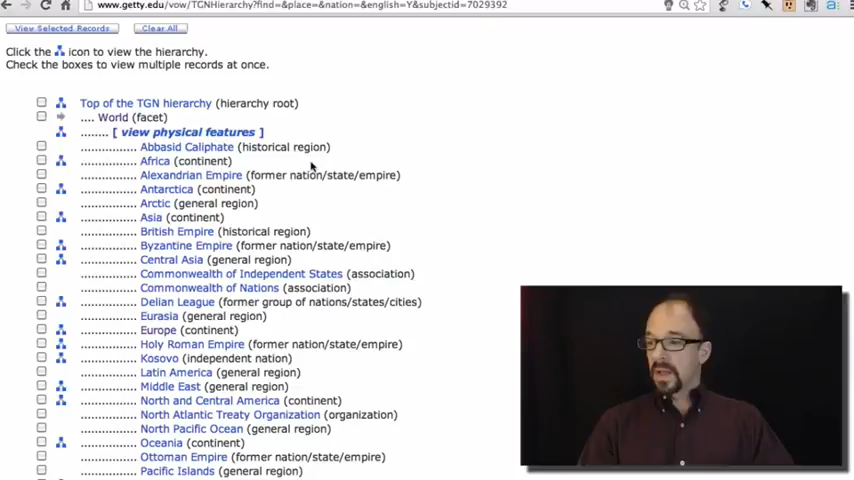 www.getty.edu/vow/TGNHierarchy?find=&place=&nation=&english=Y&subjectid=7029392
View Selected Records Clear All
Click the icon to view the hierarchy.
Check the boxes to view multiple records at once.
Top of the TGN hierarchy (hierarchy root)
.... World (facet)
........ [ view physical features ]
................ Abbasid Caliphate (historical region)
................ Africa (continent)
................ Alexandrian Empire (former nation/state/empire)
................ Antarctica (continent)
................ Arctic (general region)
................ Asia (continent)
................ British Empire (historical region)
................ Byzantine Empire (former nation/state/empire)
................ Central Asia (general region)
................ Commonwealth of Independent States (association)
................ Commonwealth of Nations (association)
................ Delian League (former group of nations/states/cities)
................ Eurasia (general region)
................ Europe (continent)
................ Holy Roman Empire (former nation/state/empire)
................ Kosovo (independent nation)
................ Latin America (general region)
................ Middle East (general region)
................ North and Central America (continent)
................ North Atlantic Treaty Organization (organization)
................ North Pacific Ocean (general region)
................ Oceania (continent)
................ Ottoman Empire (former nation/state/empire)
................ Pacific Islands (general region)